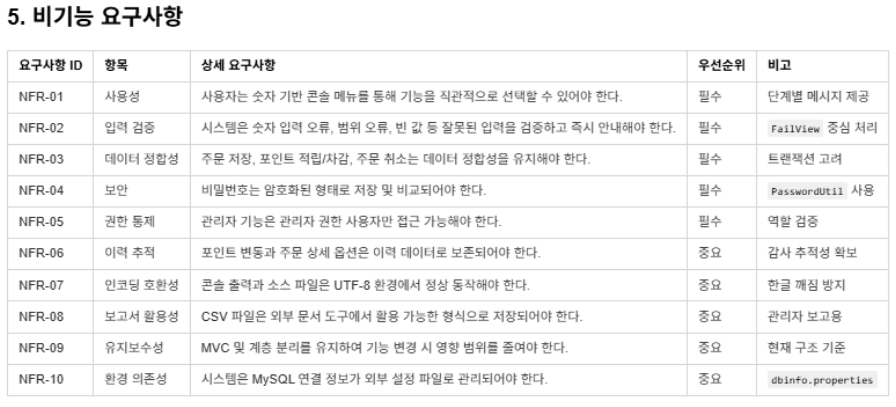 5. 비기능 요구사항
요구사항 ID 항목 상세 요구사항 우선순위 비고
NFR-01 사용성 사용자는 숫자 기반 콘솔 메뉴를 통해 기능을 직관적으로 선택할 수 있어야 한다. 필수 단계별 메시지 제공
NFR-02 입력 검증 시스템은 숫자 입력 오류, 범위 오류, 빈 값 등 잘못된 입력을 검증하고 즉시 안내해야 한다. 필수 FailView 중심 처리
NFR-03 데이터 정합성 주문 저장, 포인트 적립/차감, 주문 취소는 데이터 정합성을 유지해야 한다. 필수 트랜잭션 고려
NFR-04 보안 비밀번호는 암호화된 형태로 저장 및 비교되어야 한다. 필수 PasswordUtil 사용
NFR-05 권한 통제 관리자 기능은 관리자 권한 사용자만 접근 가능해야 한다. 필수 역할 검증
NFR-06 이력 추적 포인트 변동과 주문 상세 옵션은 이력 데이터로 보존되어야 한다. 중요 감사 추적성 확보
NFR-07 인코딩 호환성 콘솔 출력과 소스 파일은 UTF-8 환경에서 정상 동작해야 한다. 중요 한글 깨짐 방지
NFR-08 보고서 활용성 CSV 파일은 외부 문서 도구에서 활용 가능한 형식으로 저장되어야 한다. 중요 관리자 보고용
NFR-09 유지보수성 MVC 및 계층 분리를 유지하여 기능 변경 시 영향 범위를 줄여야 한다. 중요 현재 구조 기준
NFR-10 환경 의존성 시스템은 MySQL 연결 정보가 외부 설정 파일로 관리되어야 한다. 중요 dbinfo.properties